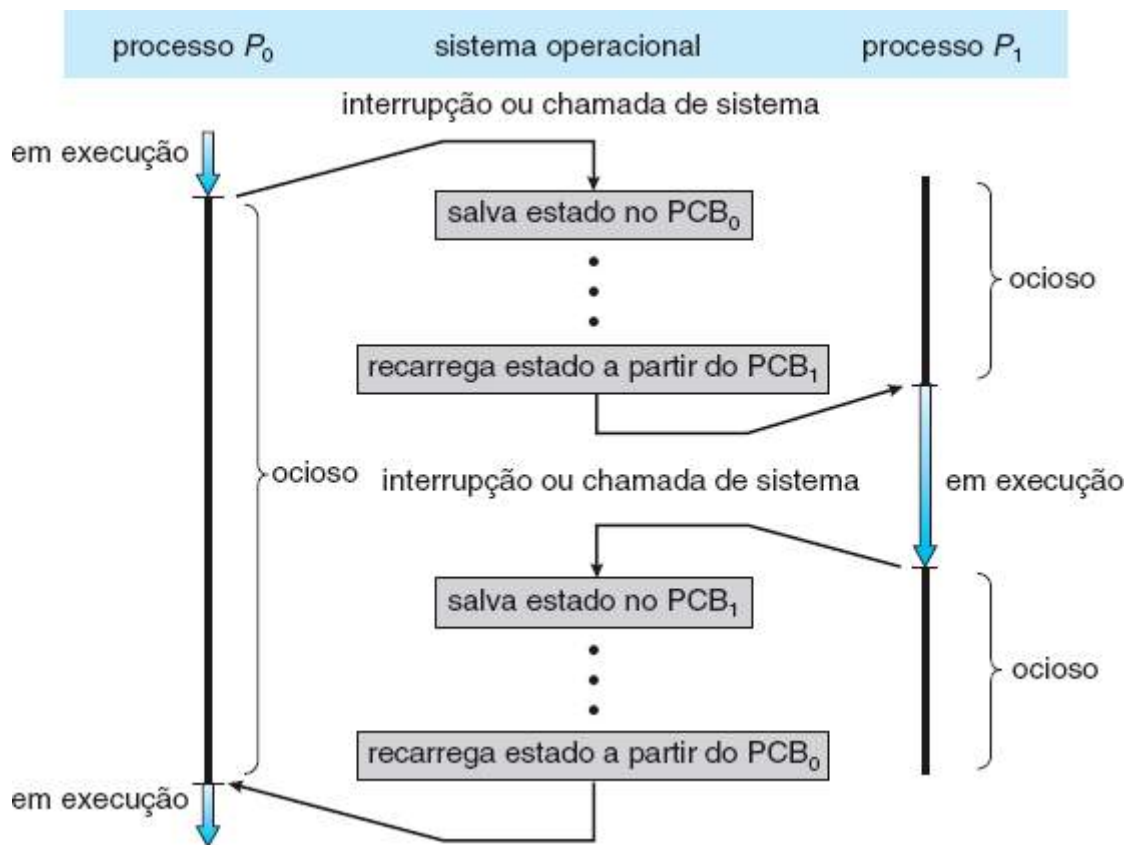 processo P₀ sistema operacional processo P₁
interrupção ou chamada de sistema
em execução
salva estado no PCB₀
ocioso
recarrega estado a partir do PCB₁
ocioso
interrupção ou chamada de sistema
em execução
salva estado no PCB₁
ocioso
recarrega estado a partir do PCB₀
em execução